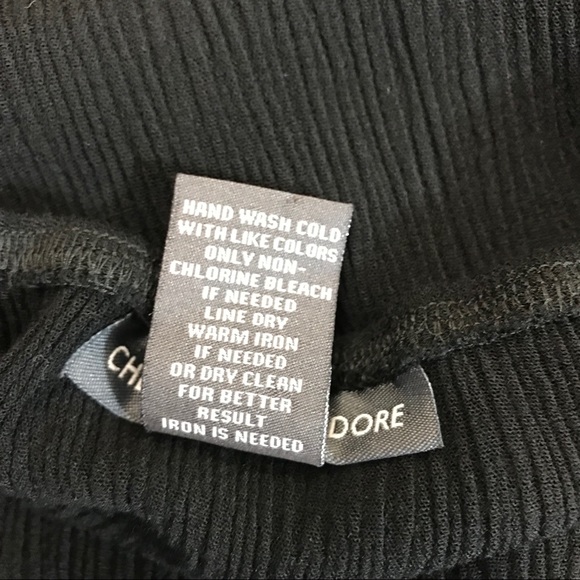 HAND WASH COLD
WITH LIKE COLORS
ONLY NON-
CHLORINE BLEACH
IF NEEDED
LINE DRY
WARM IRON
IF NEEDED
OR DRY CLEAN
FOR BETTER
RESULT
IRON IS NEEDED
DORE